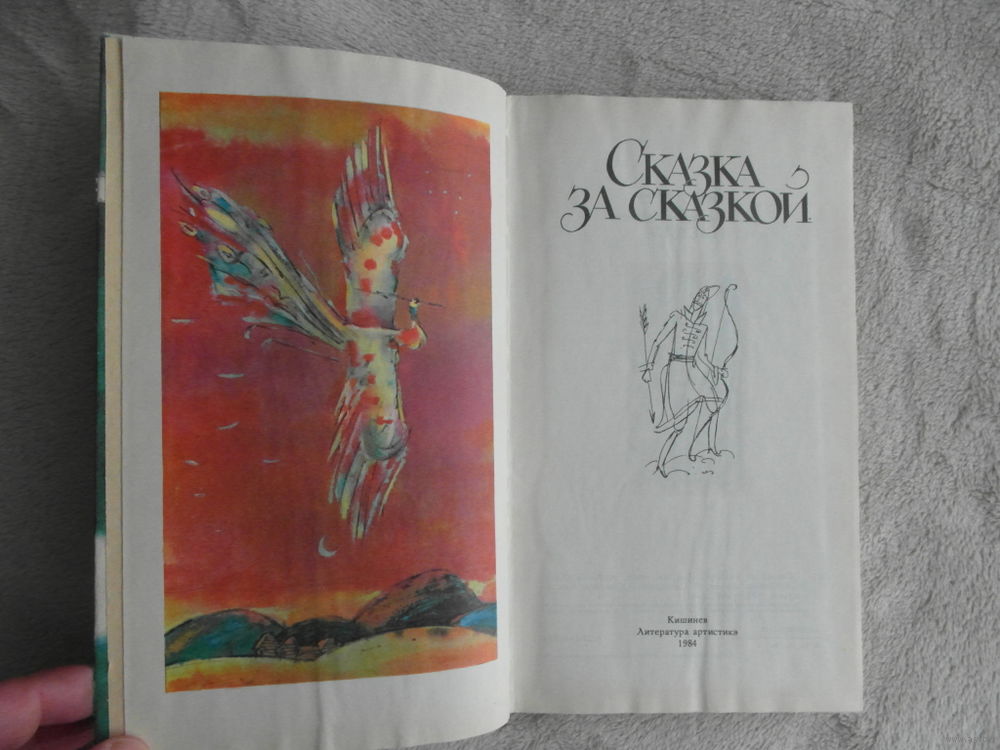 Сказка
за сказкой
Кишинев
Литература артистикэ
1984